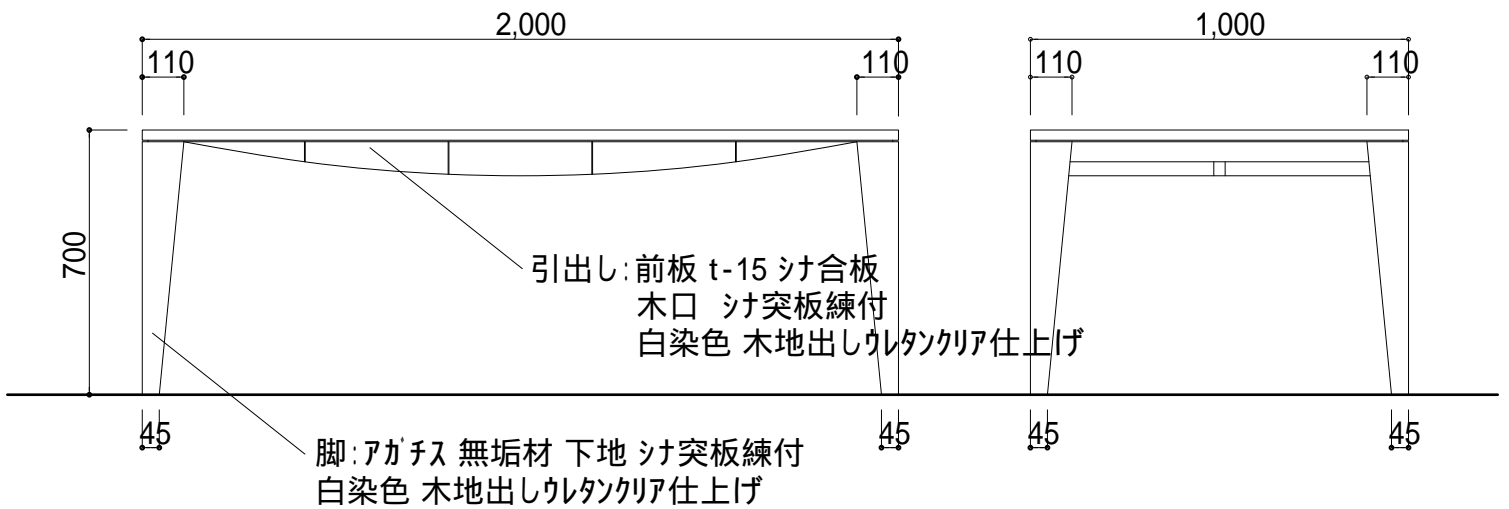 2,000
1,000
110
110
110
110
700
引出し:前板 t-15 ｼﾅ合板
木口 ｼﾅ突板練付
白染色 木地出しｳﾚﾀﾝｸﾘｱ仕上げ
45
45
45
45
脚:ｱｶﾞﾁｽ 無垢材 下地 ｼﾅ突板練付
白染色 木地出しｳﾚﾀﾝｸﾘｱ仕上げ